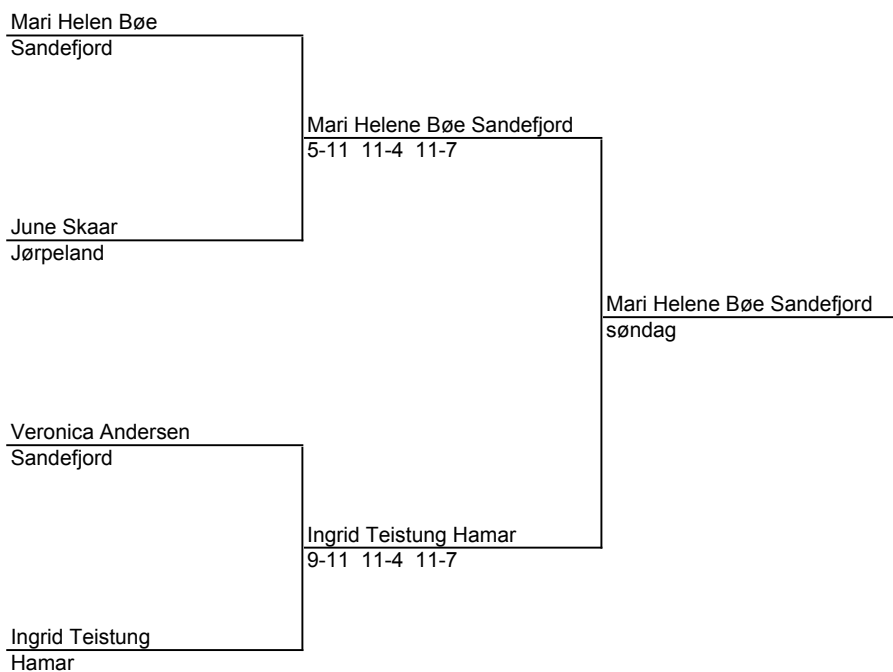 Mari Helen Bøe
Sandefjord
Mari Helene Bøe Sandefjord
5-11 11-4 11-7
June Skaar
Jørpeland
Mari Helene Bøe Sandefjord
søndag
Veronica Andersen
Sandefjord
Ingrid Teistung Hamar
9-11 11-4 11-7
Ingrid Teistung
Hamar